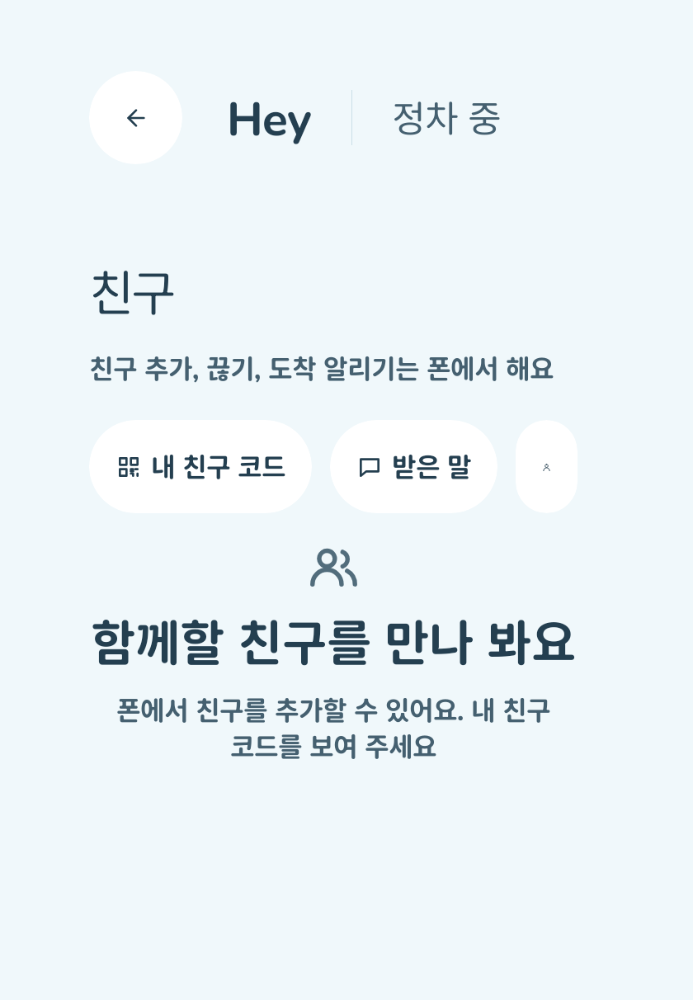 Hey
정차 중
친구
친구 추가, 끊기, 도착 알리기는 폰에서 해요
내 친구 코드
받은 말
함께할 친구를 만나 봐요
폰에서 친구를 추가할 수 있어요. 내 친구
코드를 보여 주세요